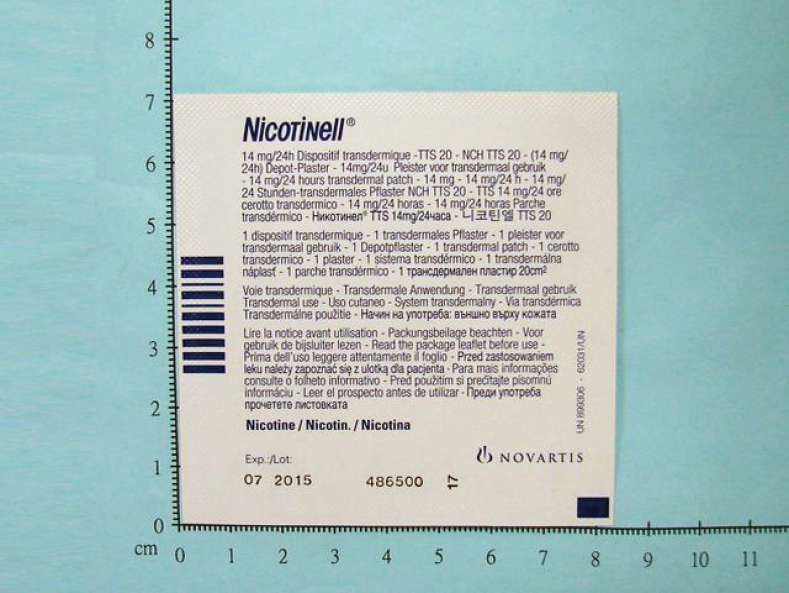 8
7
6
5
4
3
2
1
0
cm
0 1 2 3 4 5 6 7 8 9 10 11
Nicotinell®
14 mg/24h Dispositif transdermique -TTS 20 - NCH TTS 20 - (14 mg/
24h) Depot-Plaster - 14mg/24u Pleister voor transdermaal gebruik
- 14 mg/24 hours transdermal patch - 14 mg - 14 mg/24 h - 14 mg/
24 Stunden-transdermales Pflaster NCH TTS 20 - TTS 14 mg/24 ore
cerotto transdermico - 14 mg/24 horas - 14 mg/24 horas Parche
transdérmico - Никотинел® TTS 14mg/24часа - 니코틴엘 TTS 20
1 dispositif transdermique - 1 transdermales Pflaster - 1 pleister voor
transdermaal gebruik - 1 Depotpflaster - 1 transdermal patch - 1 cerotto
transdermico - 1 plaster - 1 sistema transdérmico - 1 transdermálna
náplasť - 1 parche transdérmico - 1 трансдермален пластир 20cm²
Voie transdermique - Transdermale Anwendung - Transdermaal gebruik
Transdermal use - Uso cutaneo - System transdermalny - Via transdérmica
Transdermálne použitie - Начин на употреба: външно върху кожата
Lire la notice avant utilisation - Packungsbeilage beachten - Voor
gebruik de bijsluiter lezen - Read the package leaflet before use -
Prima dell'uso leggere attentamente il foglio - Przed zastosowaniem
leku należy zapoznać się z ulotką dla pacjenta - Para mais informações
consulte o folheto informativo - Pred použitím si prečítajte písomnú
informáciu - Leer el prospecto antes de utilizar - Преди употреба
прочетете листовката
Nicotine / Nicotin. / Nicotina
Exp.:/Lot:
07 2015 486500 17
NOVARTIS
UN 899306 - 62031/UN